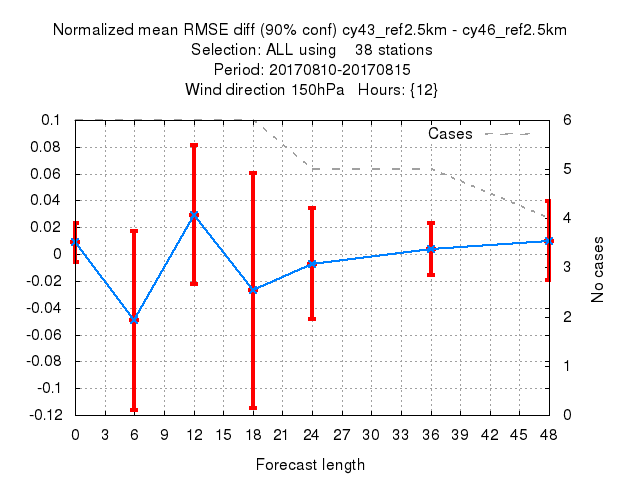 Normalized mean RMSE diff (90% conf) cy43_ref2.5km - cy46_ref2.5km
Selection: ALL using    38 stations
Period: 20170810-20170815
Wind direction 150hPa   Hours: {12}
Cases
0.1
0.08
0.06
0.04
0.02
0
-0.02
-0.04
-0.06
-0.08
-0.1
-0.12
6
5
4
3
2
1
0
No cases
0 3 6 9 12 15 18 21 24 27 30 33 36 39 42 45 48
Forecast length